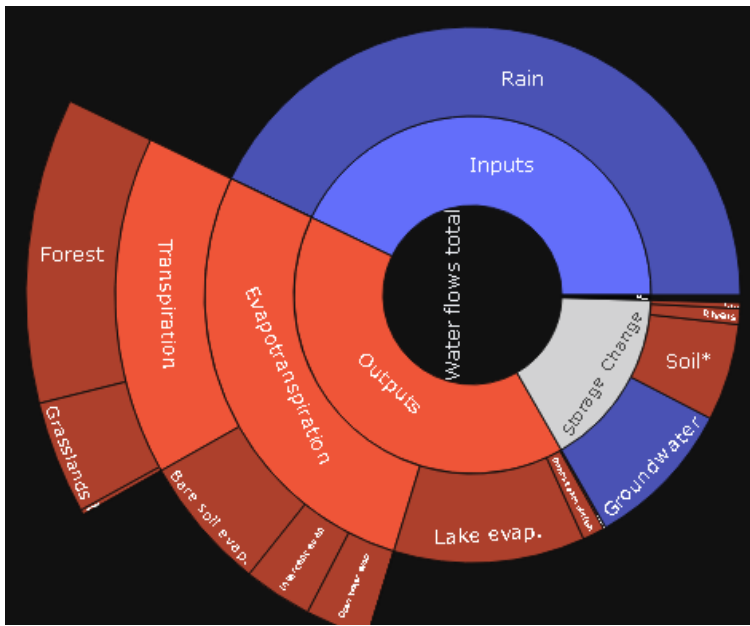 Rain
Inputs
Water flows total
Forest
Transpiration
Evapotranspiration
Outputs
Storage Change
Rivers
Soil*
Groundwater
Grasslands
Bare soil evap.
Lake evap.